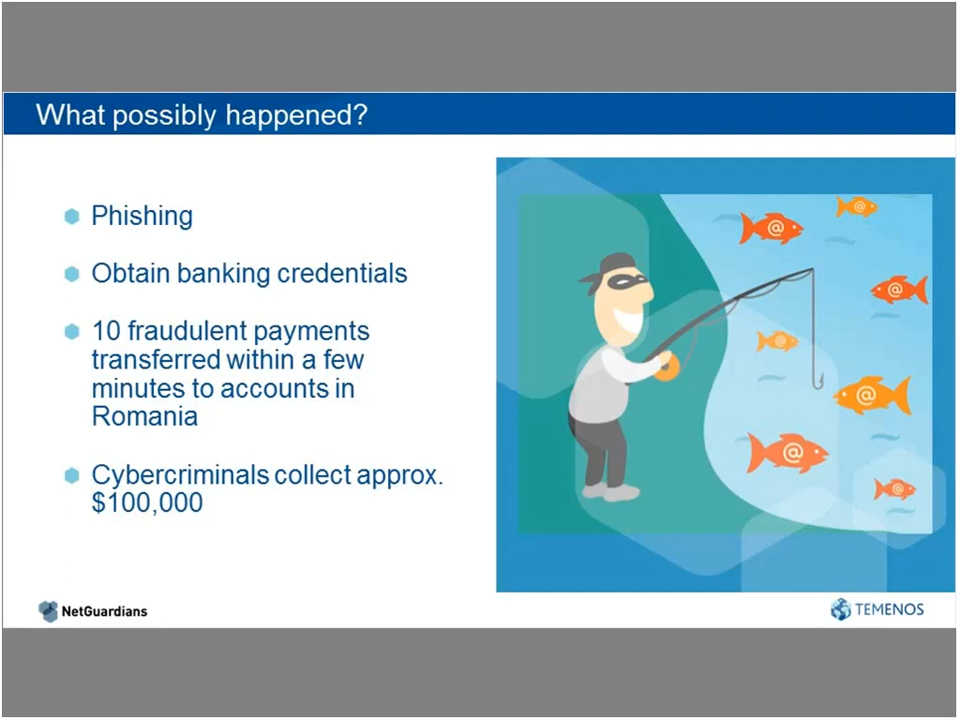 What possibly happened?
Phishing
Obtain banking credentials
10 fraudulent payments
transferred within a few
minutes to accounts in
Romania
Cybercriminals collect approx.
$100,000
@
@
@
@
@
@
@
NetGuardians
TEMENOS